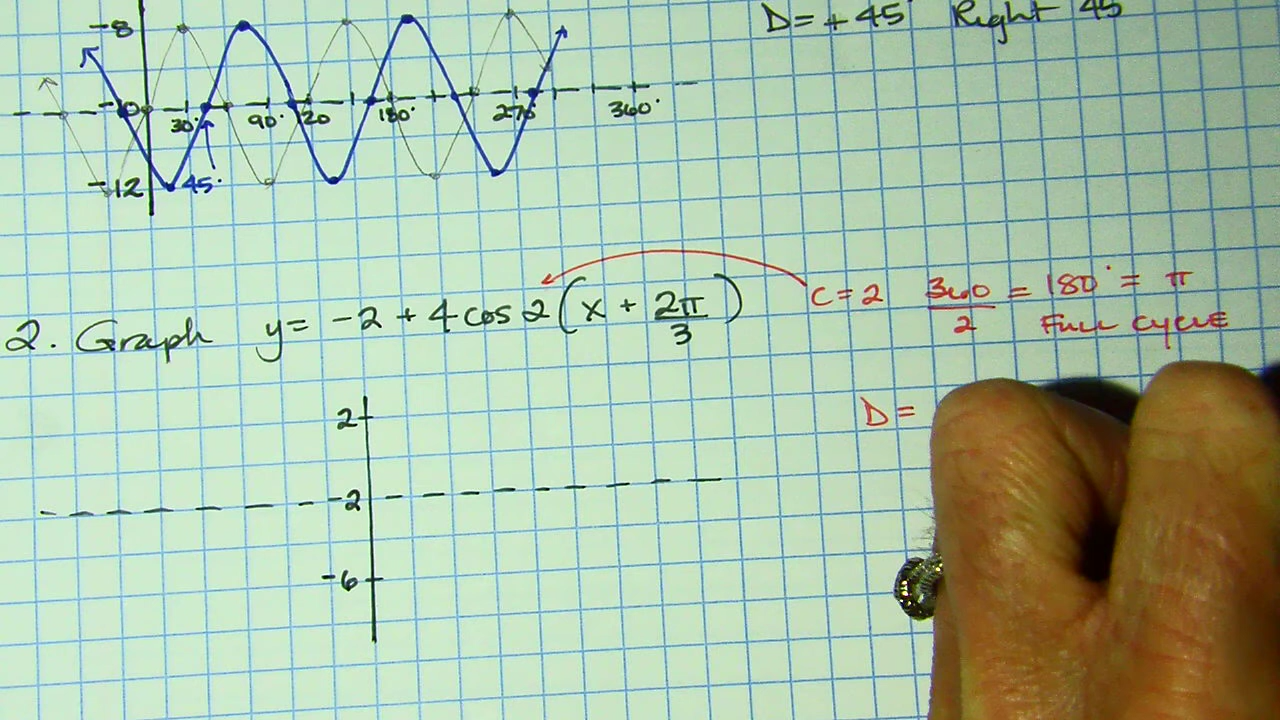 D = + 45° Right 45
-8
-10
30° 90° 120 180° 270 360°
-12 45°
2. Graph y = -2 + 4 cos 2 ( x + 2π/3 ) C = 2 360/2 = 180° = π
Full cycle
D =
2
-2
-6